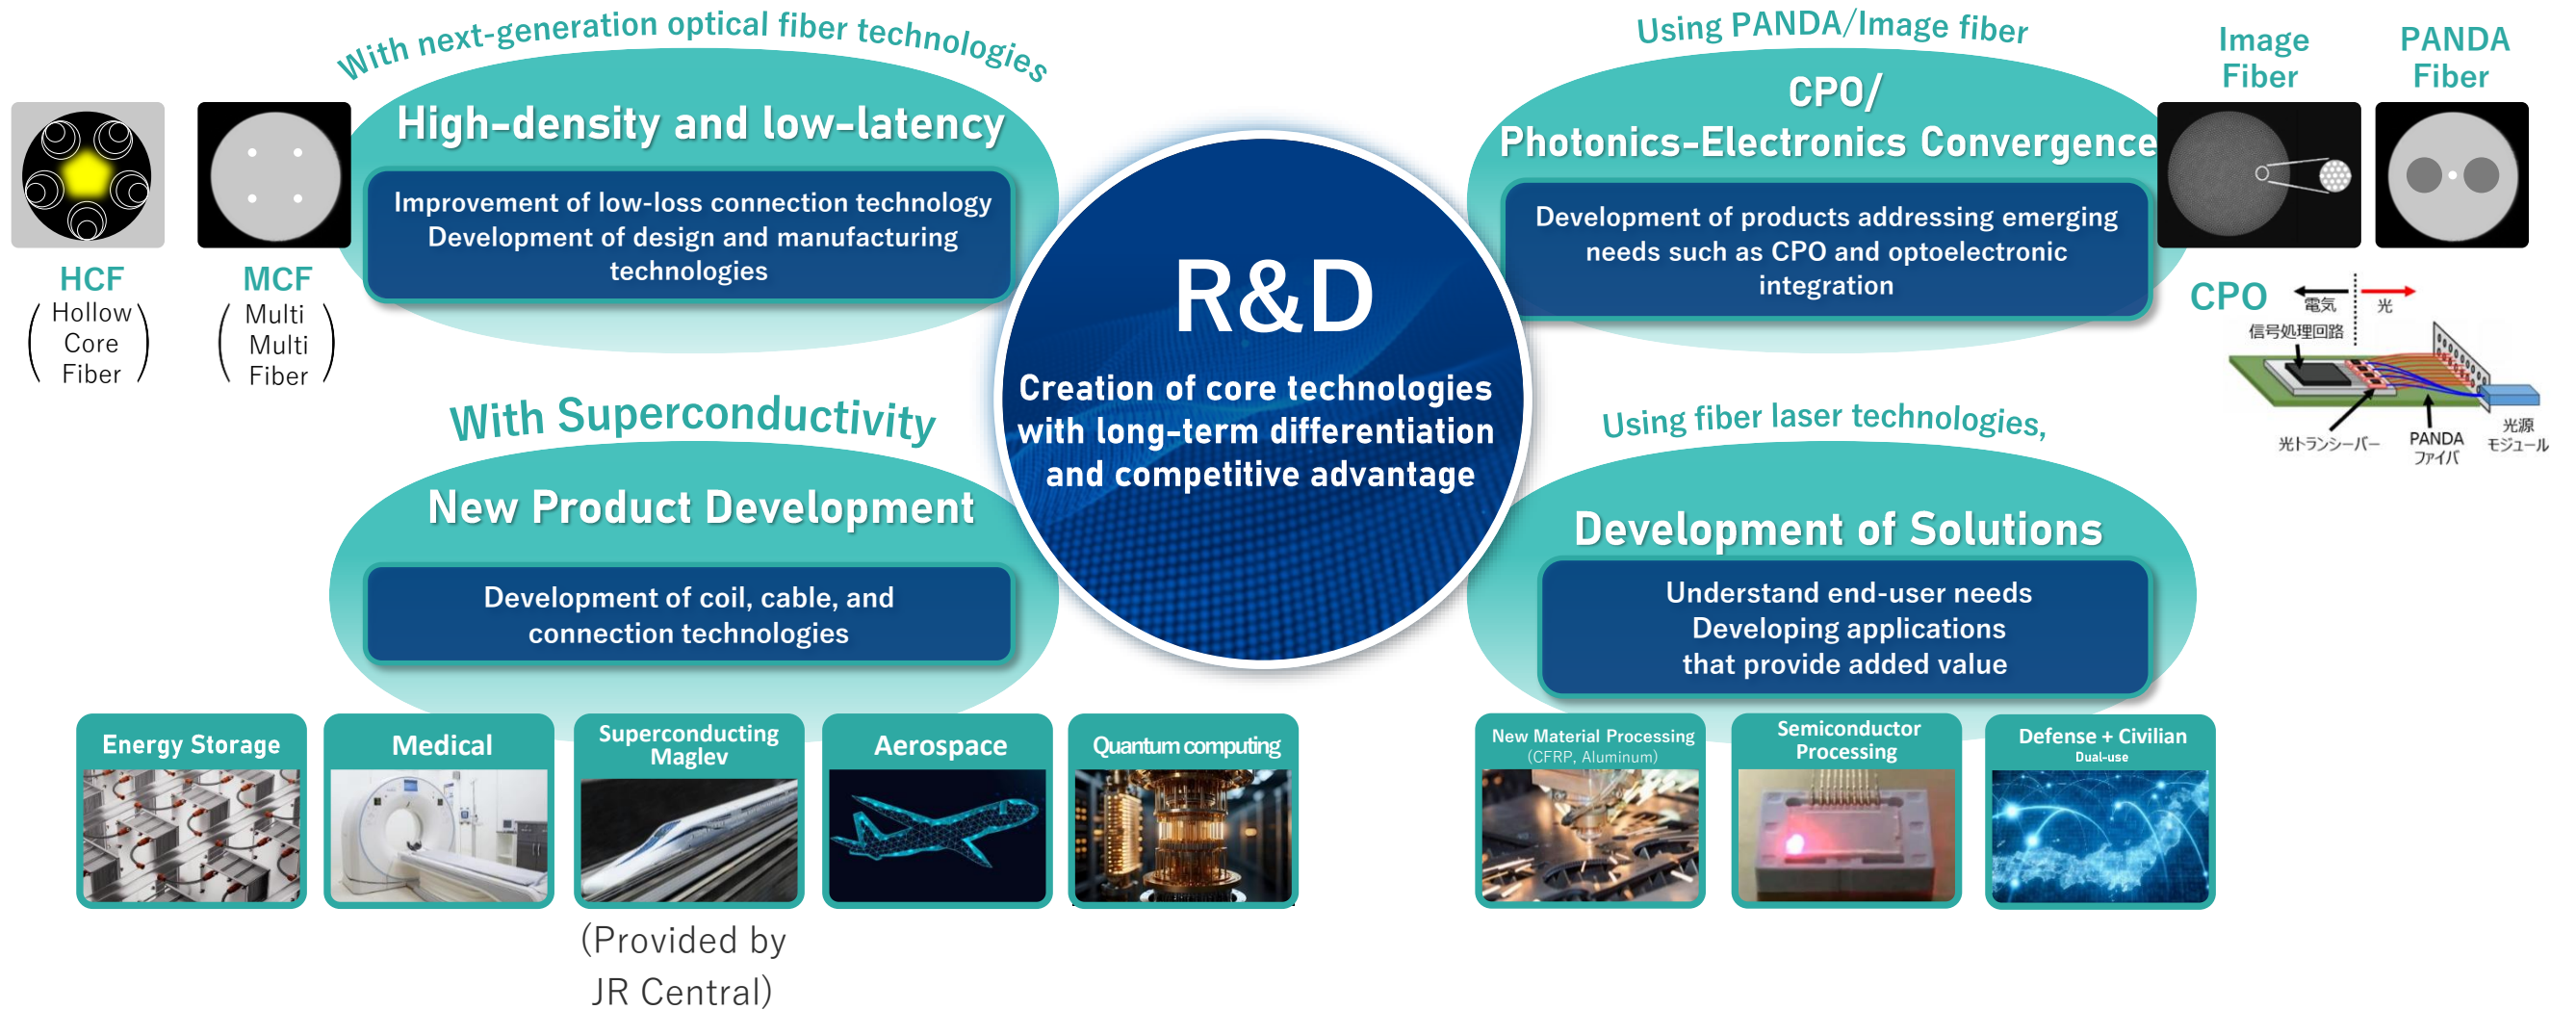 With next-generation optical fiber technologies
High-density and low-latency
Improvement of low-loss connection technology
Development of design and manufacturing
technologies
HCF
(Hollow
Core
Fiber)
MCF
(Multi
Multi
Fiber)
Using PANDA/Image fiber
CPO/
Photonics-Electronics Convergence
Development of products addressing emerging
needs such as CPO and optoelectronic
integration
Image
Fiber
PANDA
Fiber
CPO
電気
光
信号処理回路
光トランシーバー
PANDA
ファイバ
光源
モジュール
R&D
Creation of core technologies
with long-term differentiation
and competitive advantage
With Superconductivity
New Product Development
Development of coil, cable, and
connection technologies
Energy Storage
Medical
Superconducting
Maglev
Aerospace
Quantum computing
(Provided by
JR Central)
Using fiber laser technologies,
Development of Solutions
Understand end-user needs
Developing applications
that provide added value
New Material Processing
(CFRP, Aluminum)
Semiconductor
Processing
Defense + Civilian
Dual-use